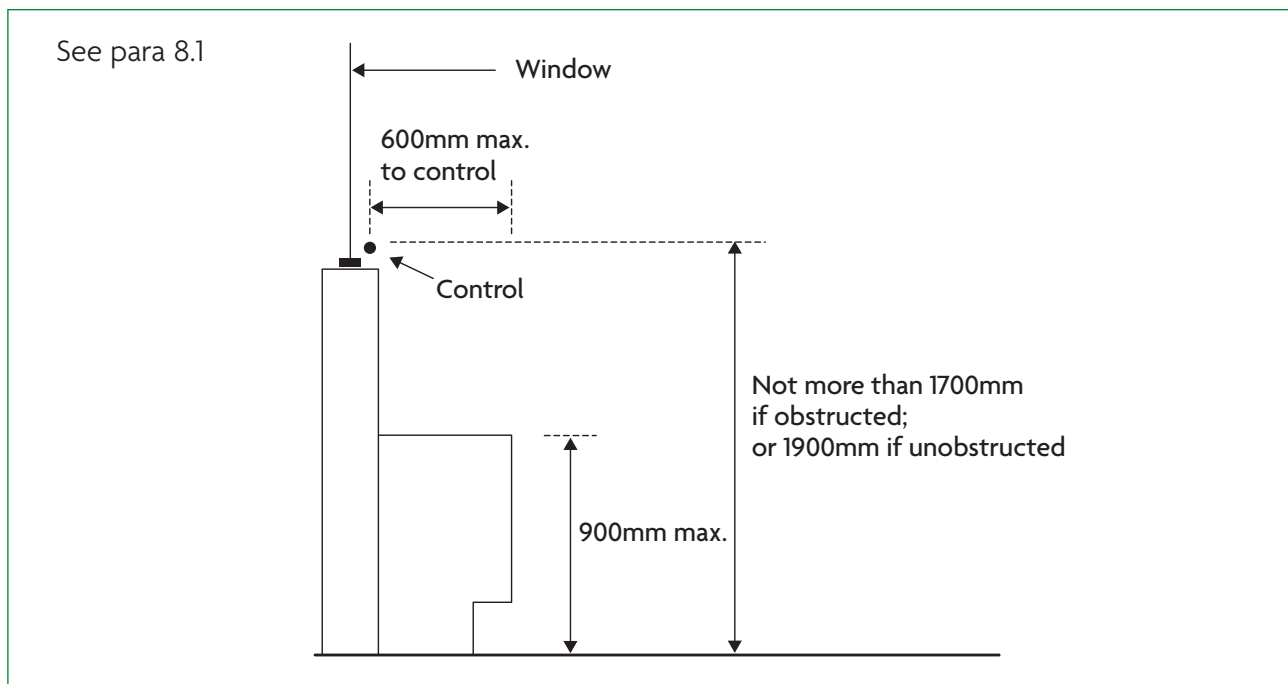 See para 8.1
Window
600mm max.
to control
Control
Not more than 1700mm
if obstructed;
or 1900mm if unobstructed
900mm max.